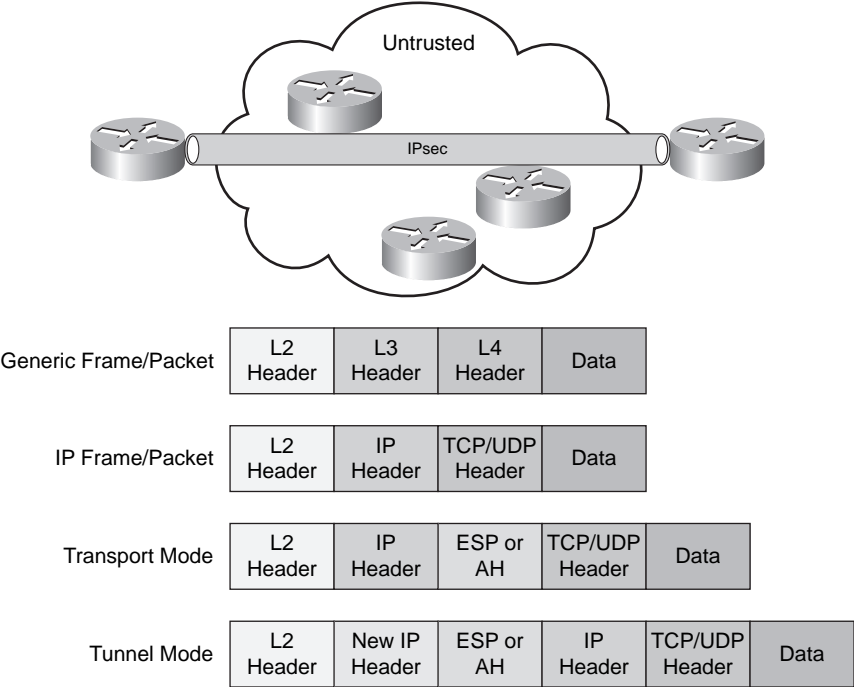 Untrusted
IPsec
Generic Frame/Packet
L2
Header
L3
Header
L4
Header
Data
IP Frame/Packet
L2
Header
IP
Header
TCP/UDP
Header
Data
Transport Mode
L2
Header
IP
Header
ESP or
AH
TCP/UDP
Header
Data
Tunnel Mode
L2
Header
New IP
Header
ESP or
AH
IP
Header
TCP/UDP
Header
Data